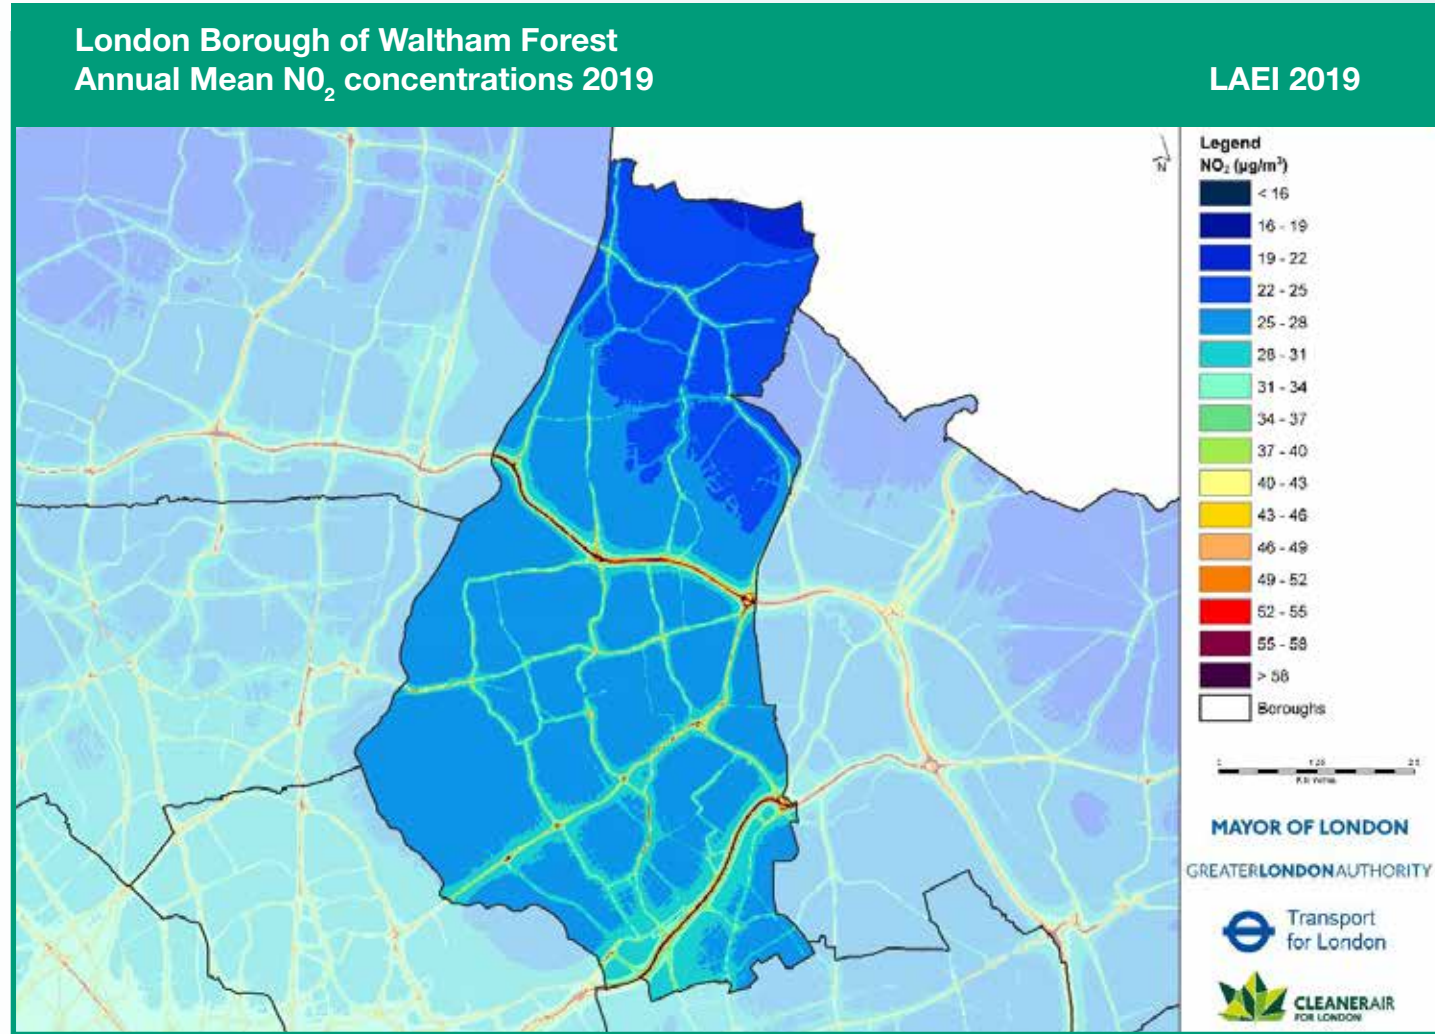 London Borough of Waltham Forest
Annual Mean N0₂ concentrations 2019
LAEI 2019
N
Legend
NO₂ (µg/m³)
< 16
16 - 19
19 - 22
22 - 25
25 - 28
28 - 31
31 - 34
34 - 37
37 - 40
40 - 43
43 - 46
46 - 49
49 - 52
52 - 55
55 - 58
> 58
Boroughs
MAYOR OF LONDON
GREATERLONDONAUTHORITY
Transport
for London
CLEANERAIR
FOR LONDON